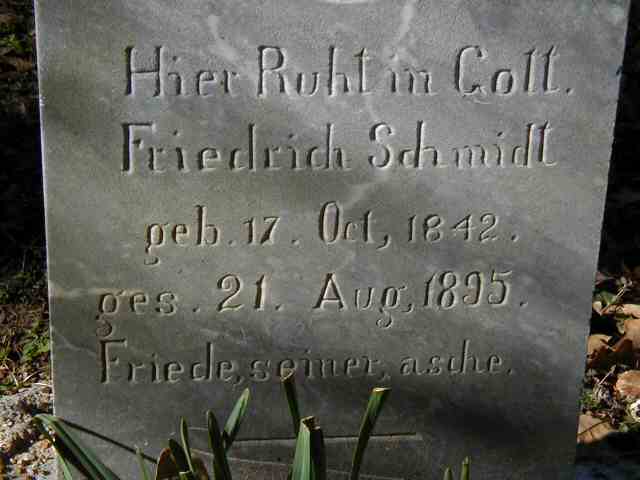 Hier Ruht in Gott.
Friedrich Schmidt
geb. 17. Oct, 1842.
ges. 21. Aug, 1895.
Friede, seiner, asche.